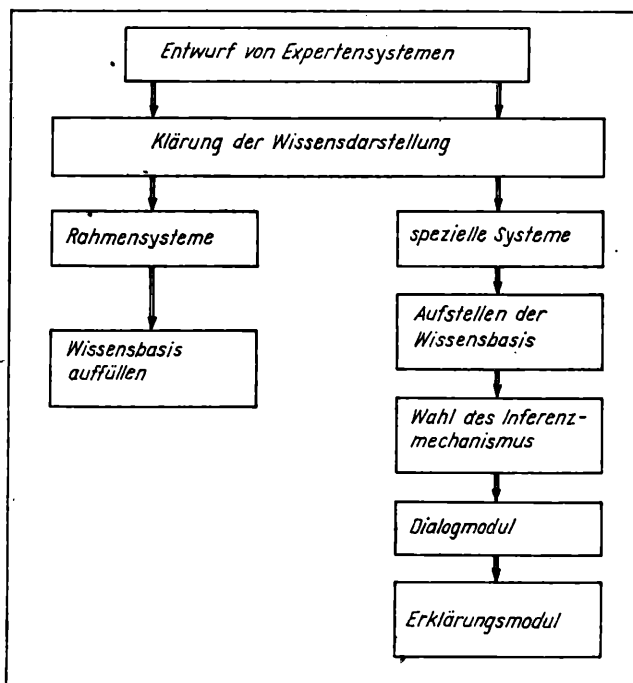 Entwurf von Expertensystemen
Klärung der Wissensdarstellung
Rahmensysteme
spezielle Systeme
Wissensbasis
auffüllen
Aufstellen der
Wissensbasis
Wahl des Inferenz-
mechanismus
Dialogmodul
Erklärungsmodul